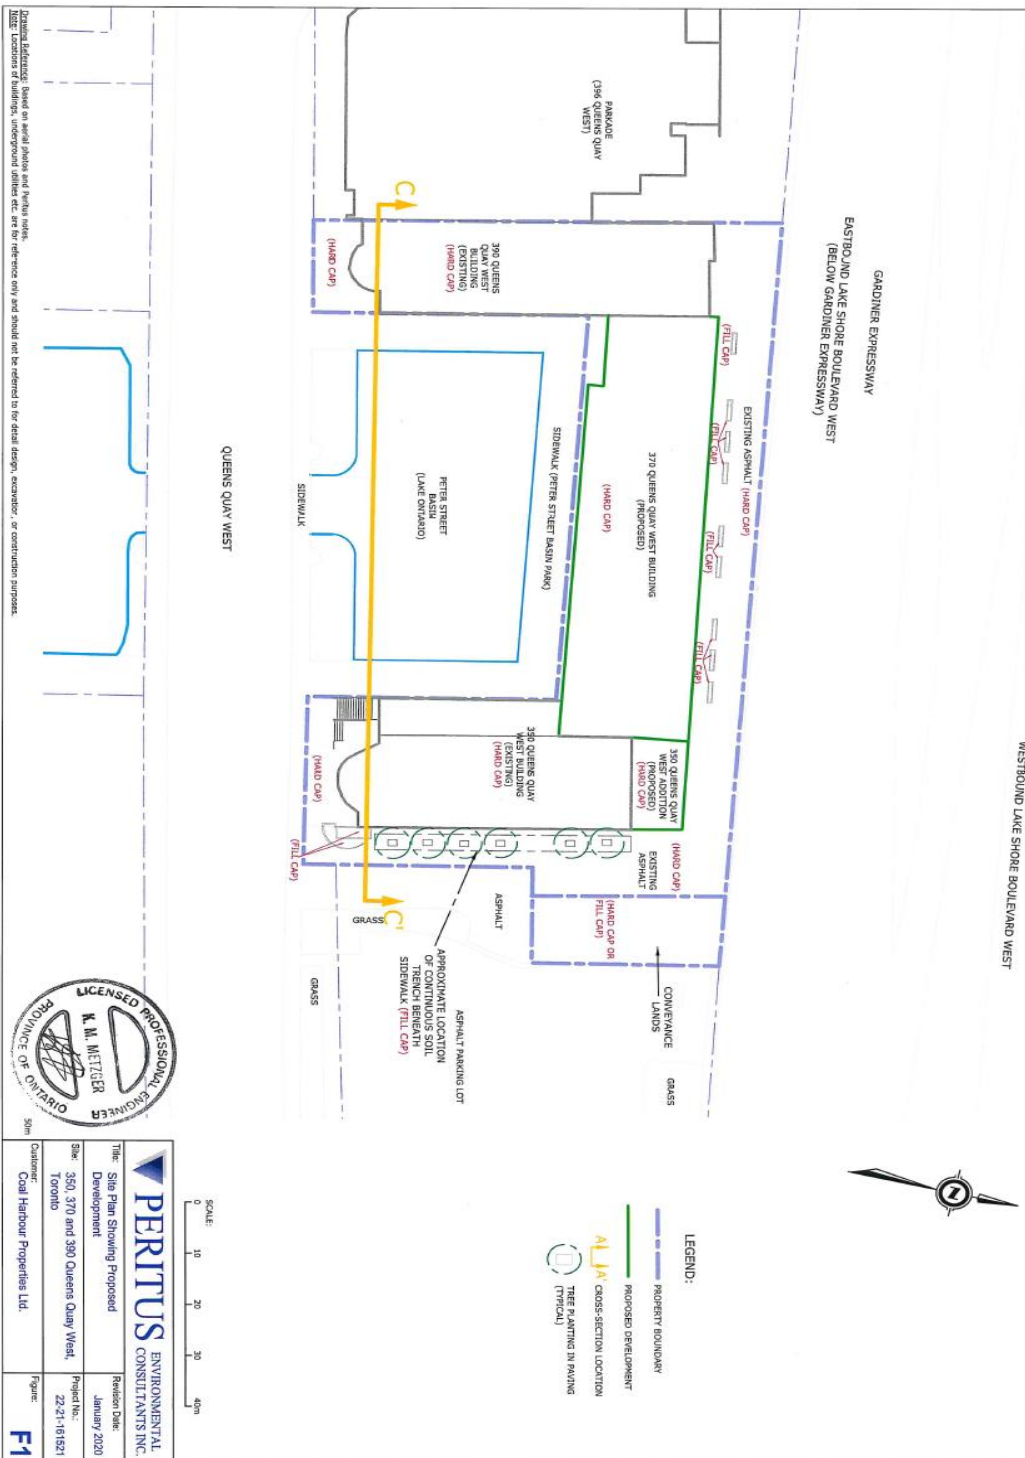 WESTBOUND LAKE SHORE BOULEVARD WEST
GARDINER EXPRESSWAY
EASTBOUND LAKE SHORE BOULEVARD WEST
(BELOW GARDINER EXPRESSWAY)
PARKADE
(396 QUEENS QUAY
WEST)
C
(HARD CAP)
390 QUEENS
QUAY WEST
BUILDING
(EXISTING)
(HARD CAP)
(FILL CAP)
EXISTING ASPHALT (HARD CAP)
(FILL CAP)
(FILL CAP)
(FILL CAP)
370 QUEENS QUAY WEST BUILDING
(PROPOSED)
(HARD CAP)
SIDEWALK (PETER STREET BASIN PARK)
PETER STREET
BASIN
(LAKE ONTARIO)
SIDEWALK
QUEENS QUAY WEST
350 QUEENS QUAY
WEST ADDITION
(PROPOSED)
(HARD CAP)
350 QUEENS QUAY
WEST BUILDING
(EXISTING)
(HARD CAP)
(HARD CAP)
(FILL CAP)
(HARD CAP)
EXISTING
ASPHALT
(HARD CAP OR
FILL CAP)
ASPHALT
GRASS
C'
GRASS
CONVEYANCE
LANDS
GRASS
ASPHALT PARKING LOT
APPROXIMATE LOCATION
OF CONTINUOUS SOIL
TRENCH BENEATH
SIDEWALK (FILL CAP)
N
LEGEND:
PROPERTY BOUNDARY
PROPOSED DEVELOPMENT
A A' CROSS-SECTION LOCATION
TREE PLANTING IN PAVING
(TYPICAL)
SCALE:
0 10 20 30 40m
50m
LICENSED PROFESSIONAL ENGINEER
K. M. METZGER
PROVINCE OF ONTARIO
PERITUS ENVIRONMENTAL
CONSULTANTS INC.
Title: Site Plan Showing Proposed
Development
Revision Date:
January 2020
Site: 350, 370 and 390 Queens Quay West,
Toronto
Project No.:
22-21-161521
Customer:
Coal Harbour Properties Ltd.
Figure:
F1
Drawing Reference: Based on aerial photos and Peritus notes.
Note: Locations of buildings, underground utilities etc. are for reference only and should not be referred to for detail design, excavation, or construction purposes.